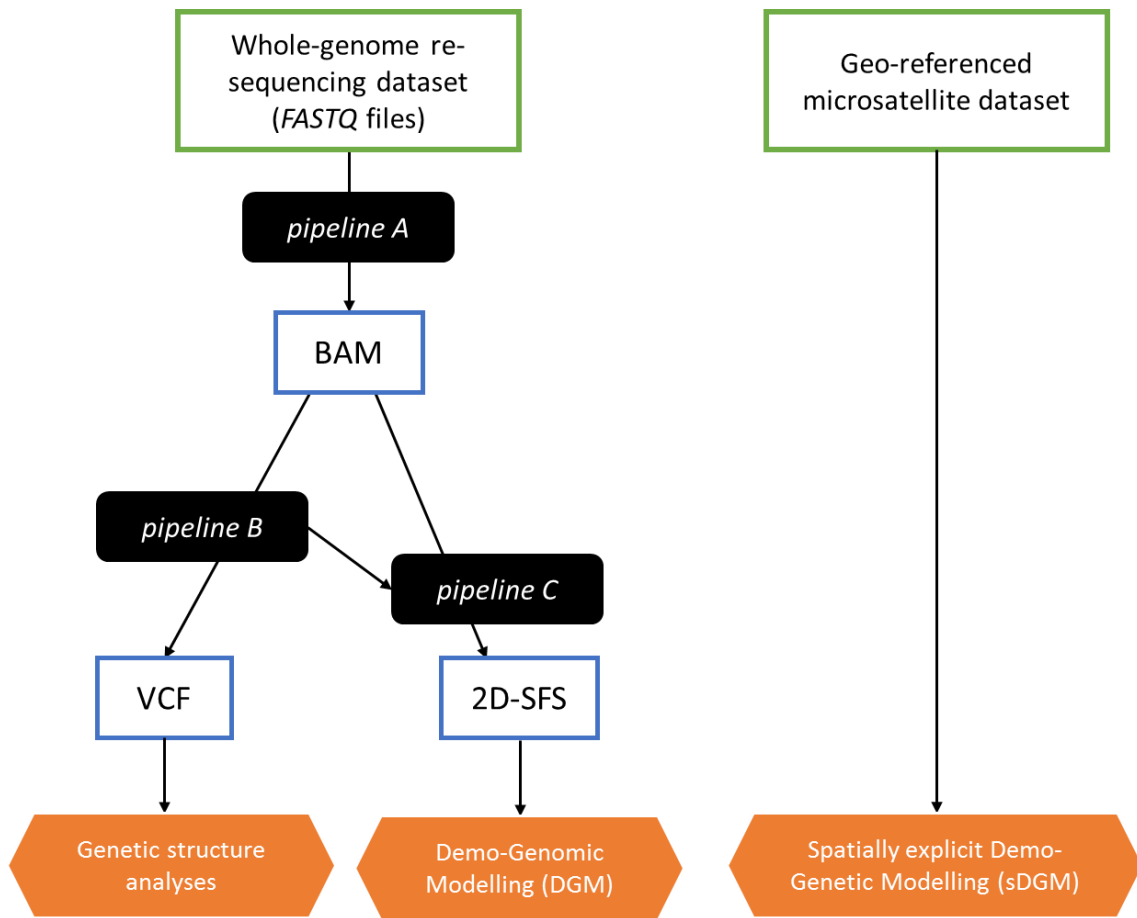 Whole-genome re-
sequencing dataset
(FASTQ files)
Geo-referenced
microsatellite dataset
pipeline A
BAM
pipeline B
pipeline C
VCF
2D-SFS
Genetic structure
analyses
Demo-Genomic
Modelling (DGM)
Spatially explicit Demo-
Genetic Modelling (sDGM)